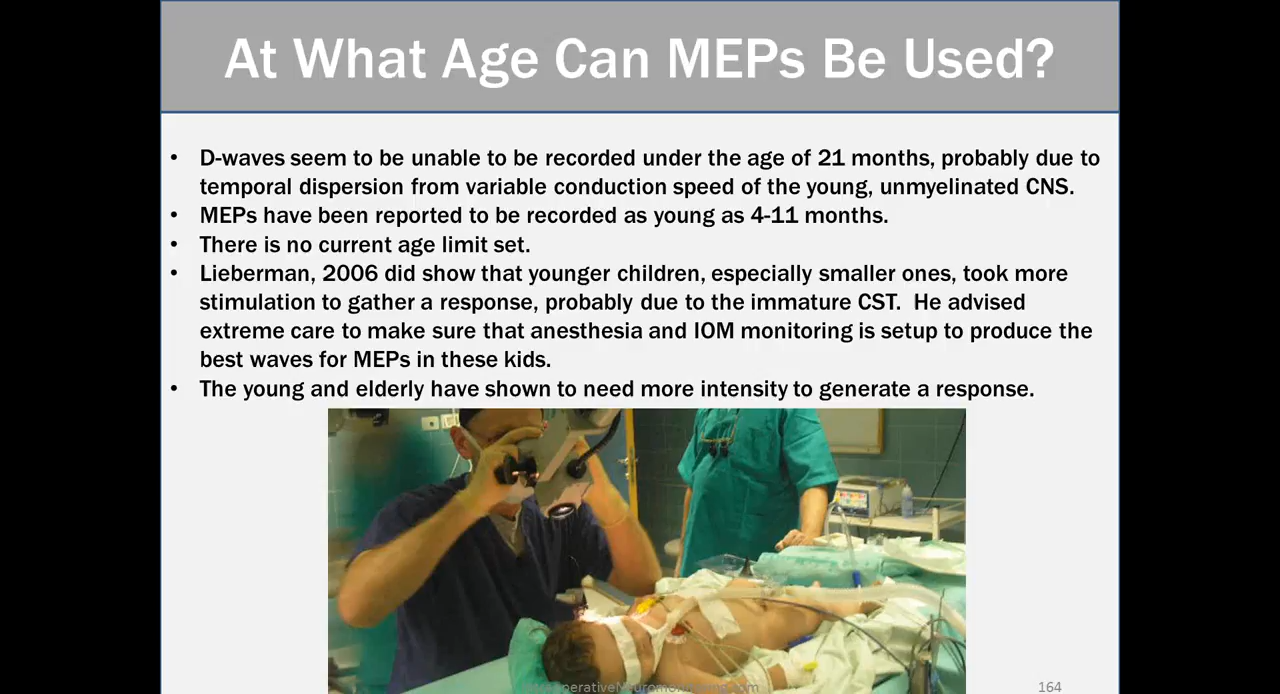 At What Age Can MEPs Be Used?
• D-waves seem to be unable to be recorded under the age of 21 months, probably due to
temporal dispersion from variable conduction speed of the young, unmyelinated CNS.
• MEPs have been reported to be recorded as young as 4-11 months.
• There is no current age limit set.
• Lieberman, 2006 did show that younger children, especially smaller ones, took more
stimulation to gather a response, probably due to the immature CST.  He advised
extreme care to make sure that anesthesia and IOM monitoring is setup to produce the
best waves for MEPs in these kids.
• The young and elderly have shown to need more intensity to generate a response.
164